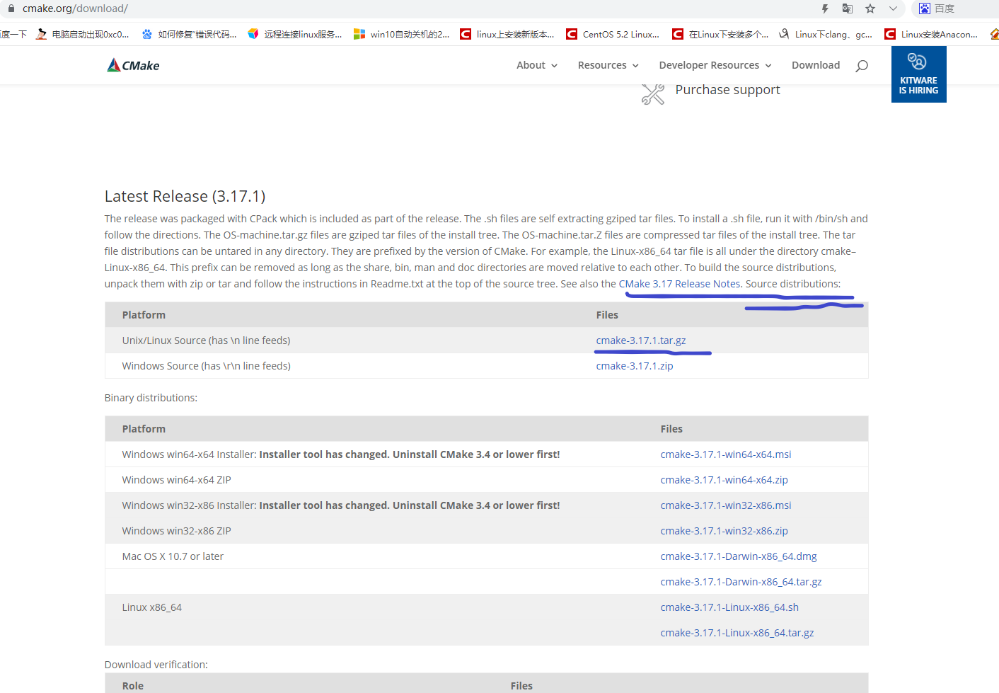 cmake.org/download/
百度
百度一下 电脑启动出现0xc0... 如何修复"错误代码... 远程连接linux服务... win10自动关机的2... linux上安装新版本... CentOS 5.2 Linux... 在Linux下安装多个... Linux下clang、gc... Linux安装Anacon...
CMake About Resources Developer Resources Download
KITWARE
IS HIRING
Purchase support
Latest Release (3.17.1)
The release was packaged with CPack which is included as part of the release. The .sh files are self extracting gziped tar files. To install a .sh file, run it with /bin/sh and
follow the directions. The OS-machine.tar.gz files are gziped tar files of the install tree. The OS-machine.tar.Z files are compressed tar files of the install tree. The tar
file distributions can be untared in any directory. They are prefixed by the version of CMake. For example, the Linux-x86_64 tar file is all under the directory cmake–
Linux-x86_64. This prefix can be removed as long as the share, bin, man and doc directories are moved relative to each other. To build the source distributions,
unpack them with zip or tar and follow the instructions in Readme.txt at the top of the source tree. See also the CMake 3.17 Release Notes. Source distributions:
Platform Files
Unix/Linux Source (has \n line feeds) cmake-3.17.1.tar.gz
Windows Source (has \r\n line feeds) cmake-3.17.1.zip
Binary distributions:
Platform Files
Windows win64-x64 Installer: Installer tool has changed. Uninstall CMake 3.4 or lower first! cmake-3.17.1-win64-x64.msi
Windows win64-x64 ZIP cmake-3.17.1-win64-x64.zip
Windows win32-x86 Installer: Installer tool has changed. Uninstall CMake 3.4 or lower first! cmake-3.17.1-win32-x86.msi
Windows win32-x86 ZIP cmake-3.17.1-win32-x86.zip
Mac OS X 10.7 or later cmake-3.17.1-Darwin-x86_64.dmg
cmake-3.17.1-Darwin-x86_64.tar.gz
Linux x86_64 cmake-3.17.1-Linux-x86_64.sh
cmake-3.17.1-Linux-x86_64.tar.gz
Download verification:
Role Files